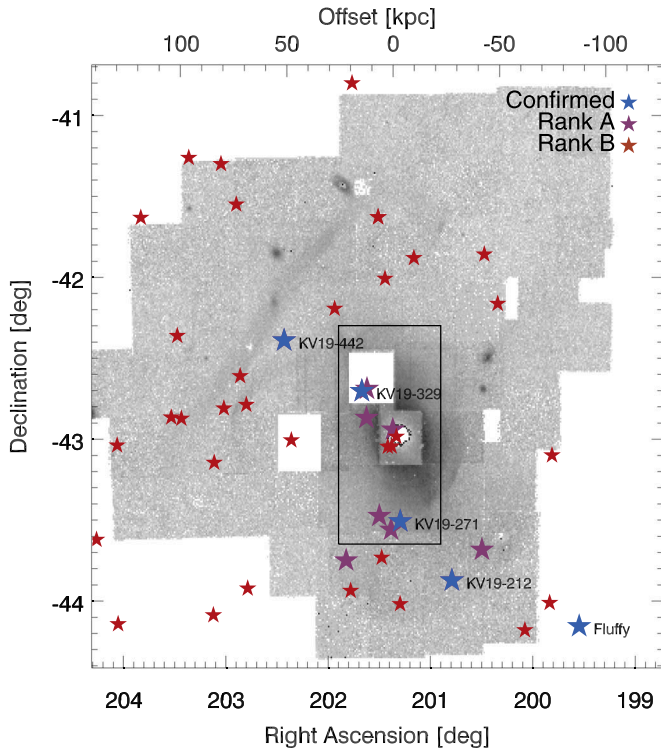 Offset [kpc]
100 50 0 -50 -100
Confirmed
Rank A
Rank B
-41
-42
-43
-44
Declination [deg]
KV19-442
KV19-329
KV19-271
KV19-212
Fluffy
204 203 202 201 200 199
Right Ascension [deg]